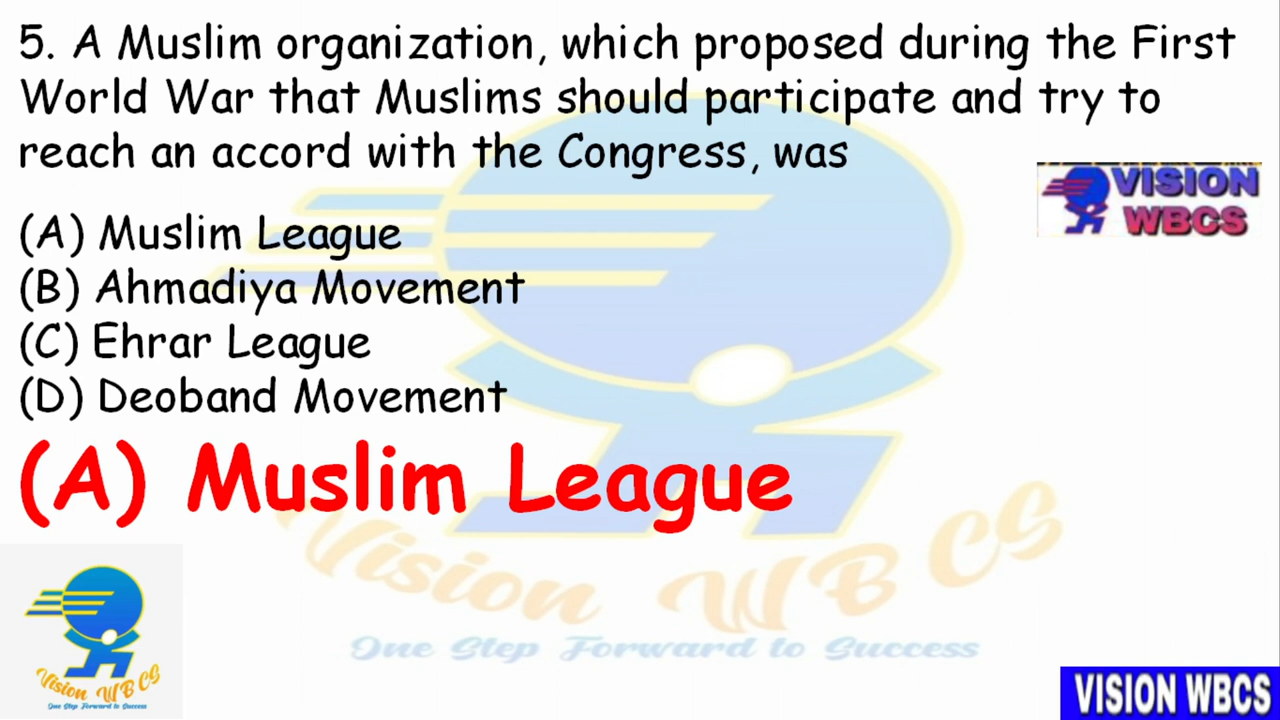 5. A Muslim organization, which proposed during the First
World War that Muslims should participate and try to
reach an accord with the Congress, was
VISION
WBCS
(A) Muslim League
(B) Ahmadiya Movement
(C) Ehrar League
(D) Deoband Movement
(A) Muslim League
Vision WBCS
One Step Forward to Success
Vision WBCS
One Step Forward to Success
VISION WBCS